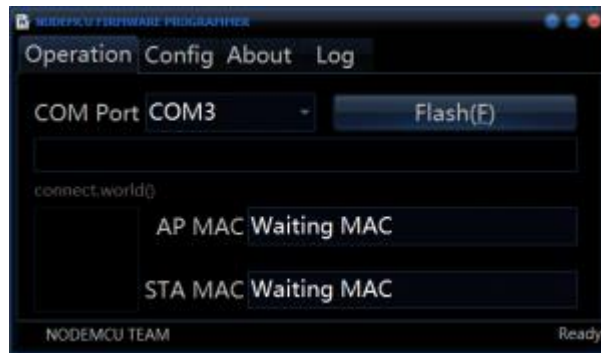 NODEMCU FIRMWARE PROGRAMMER
Operation Config About Log
COM Port COM3 Flash(F)
connect.world()
AP MAC Waiting MAC
STA MAC Waiting MAC
NODEMCU TEAM Ready